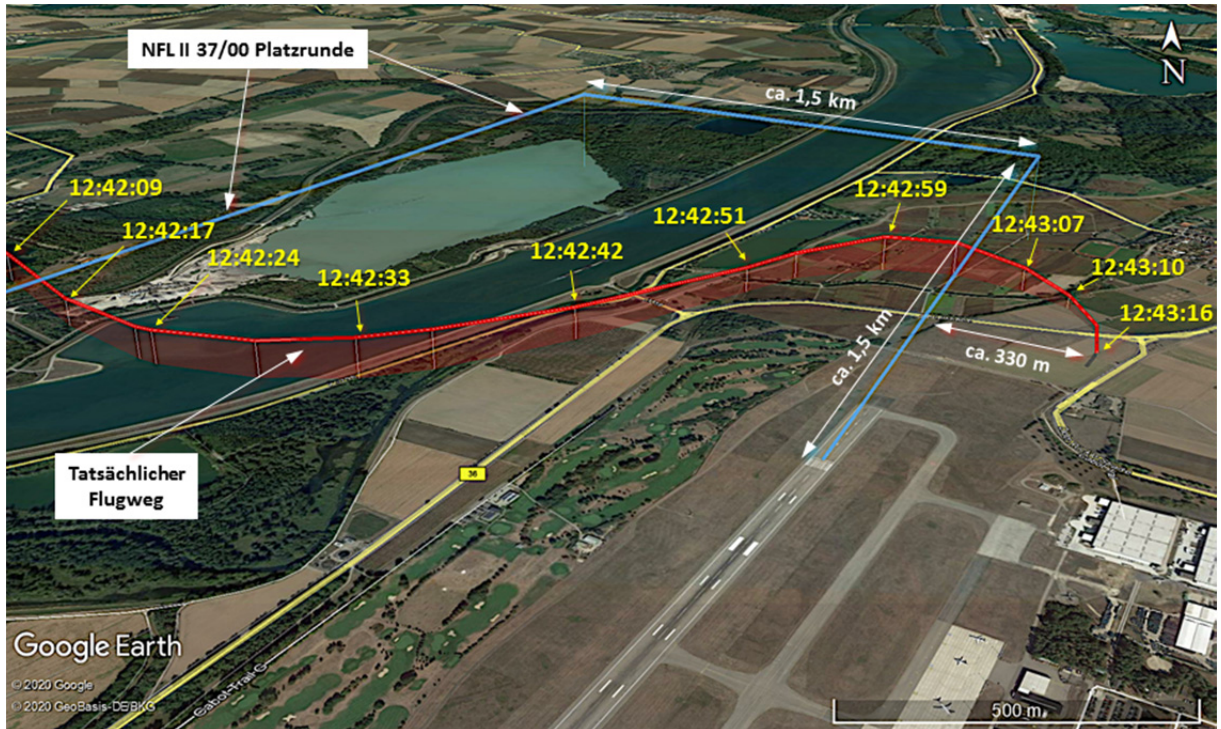 NFL II 37/00 Platzrunde
N
ca. 1,5 km
12:42:09
12:42:17
12:42:24
12:42:33
12:42:42
12:42:51
12:42:59
12:43:07
12:43:10
12:43:16
ca. 1,5 km
ca. 330 m
Tatsächlicher
Flugweg
36
Google Earth
© 2020 Google
© 2020 GeoBasis-DE/BKG
Cabot-Trail-G
500 m